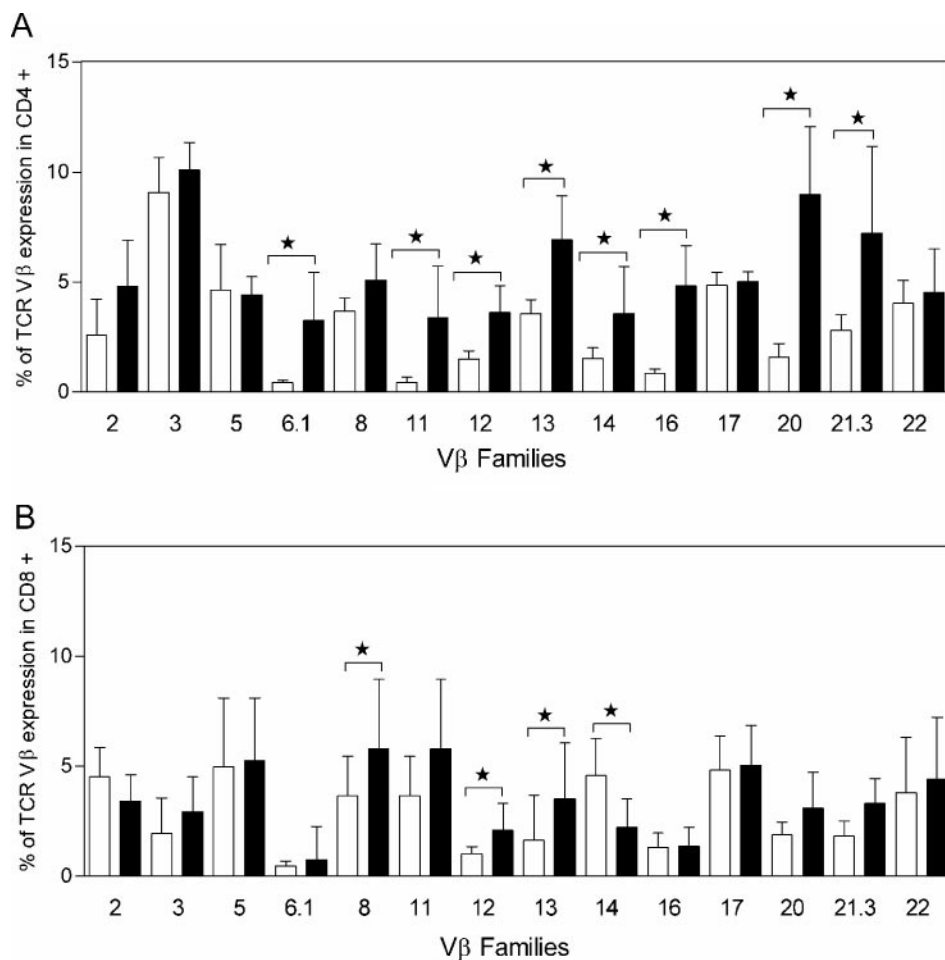 A
% of TCR Vβ expression in CD4 +
15
10
5
0
★ ★ ★ ★ ★ ★ ★ ★
2 3 5 6.1 8 11 12 13 14 16 17 20 21.3 22
Vβ Families
B
% of TCR Vβ expression in CD8 +
15
10
5
0
★ ★ ★ ★
2 3 5 6.1 8 11 12 13 14 16 17 20 21.3 22
Vβ Families